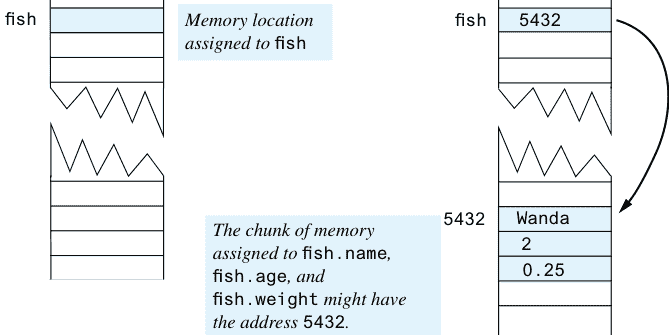 fish
Memory location
assigned to fish
fish
5432
The chunk of memory
assigned to fish.name,
fish.age, and
fish.weight might have
the address 5432.
5432
Wanda
2
0.25